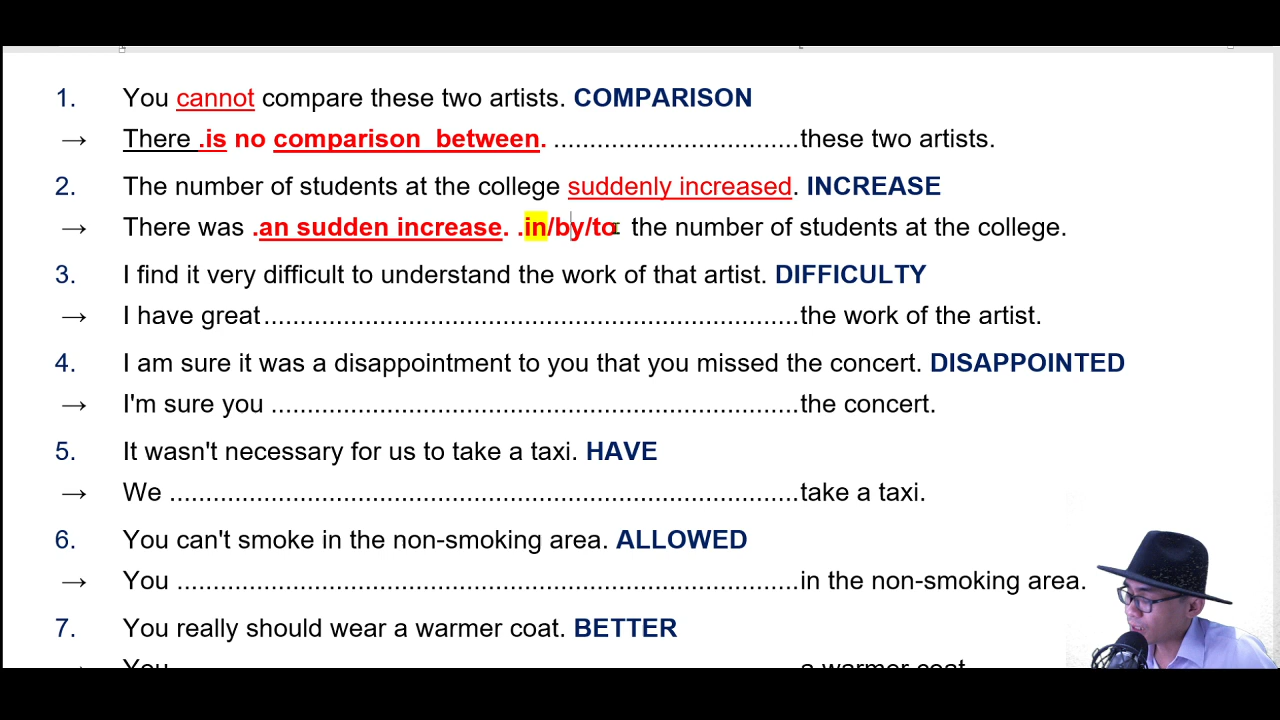 1. You cannot compare these two artists. COMPARISON
→ There .is no comparison between. ..................................these two artists.
2. The number of students at the college suddenly increased. INCREASE
→ There was .an sudden increase. .in/by/to the number of students at the college.
3. I find it very difficult to understand the work of that artist. DIFFICULTY
→ I have great..........................................................................the work of the artist.
4. I am sure it was a disappointment to you that you missed the concert. DISAPPOINTED
→ I'm sure you .........................................................................the concert.
5. It wasn't necessary for us to take a taxi. HAVE
→ We .......................................................................................take a taxi.
6. You can't smoke in the non-smoking area. ALLOWED
→ You ......................................................................................in the non-smoking area.
7. You really should wear a warmer coat. BETTER
→ You ......................................................................................a warmer coat